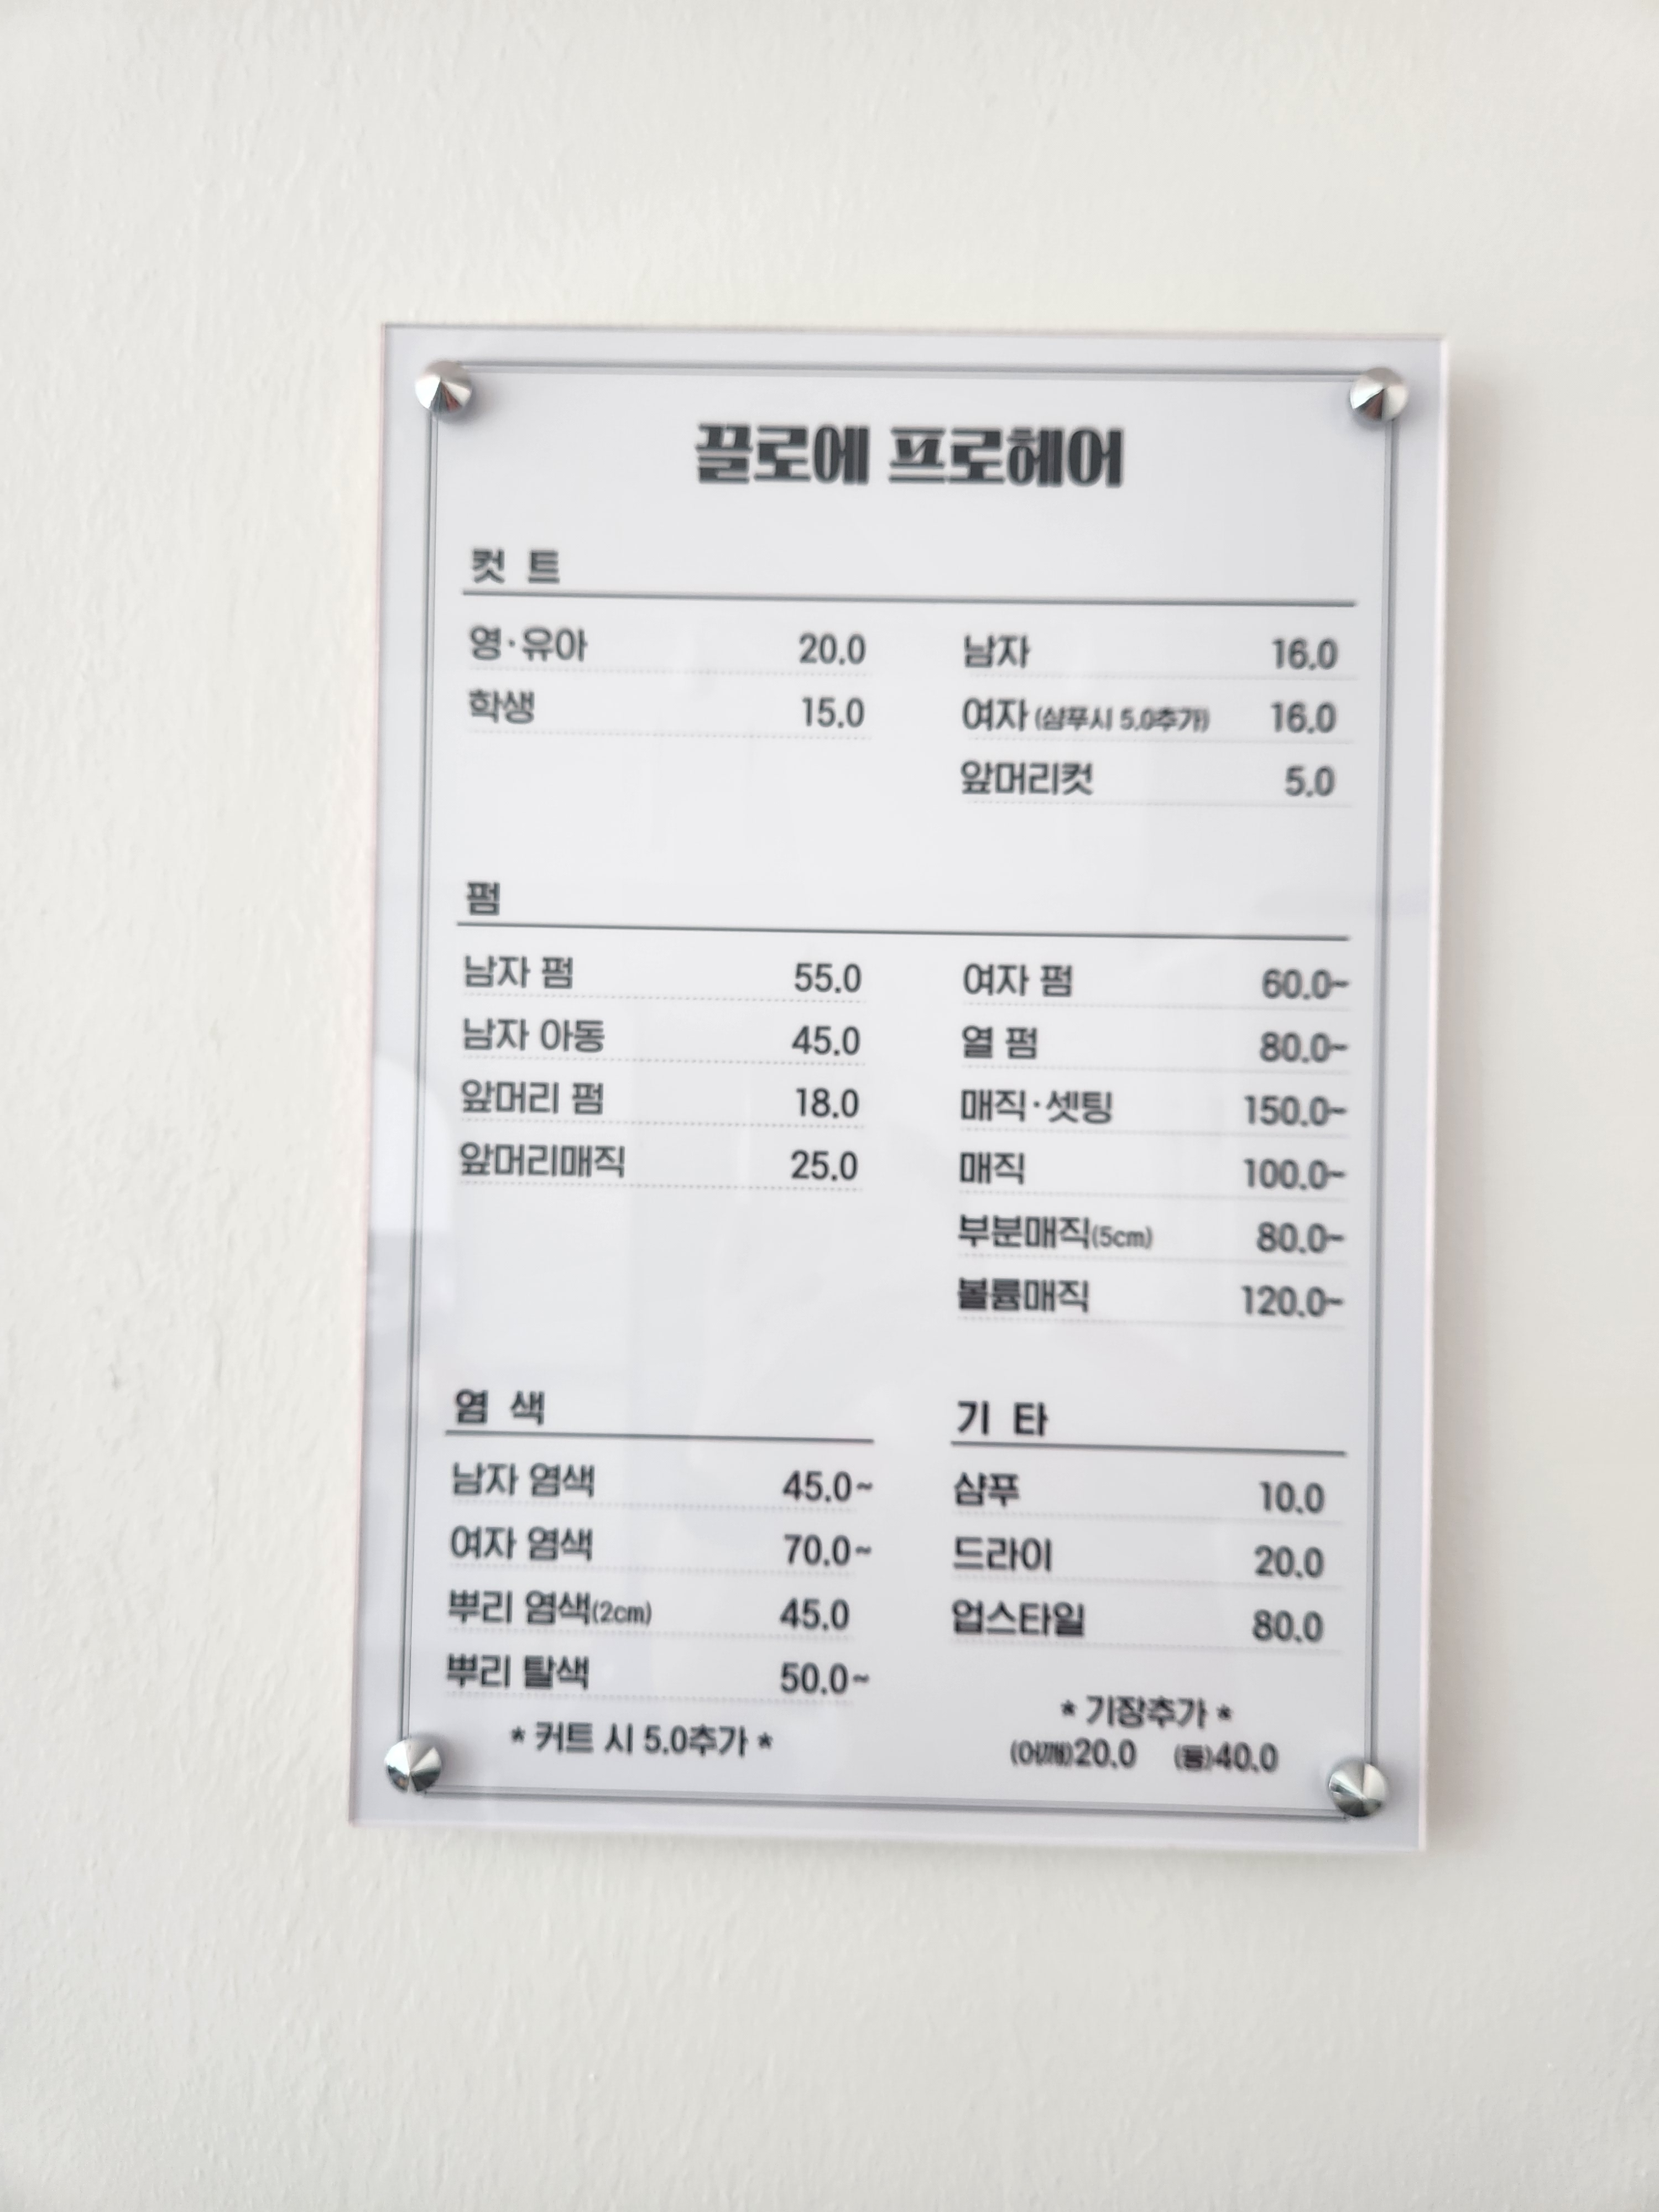 끌로에 프로헤어
컷 트
영·유아 20.0
학생 15.0
남자 16.0
여자 (샴푸시 5.0추가) 16.0
앞머리컷 5.0
펌
남자 펌 55.0
남자 아동 45.0
앞머리 펌 18.0
앞머리매직 25.0
여자 펌 60.0~
열 펌 80.0~
매직·셋팅 150.0~
매직 100.0~
부분매직(5cm) 80.0~
볼륨매직 120.0~
염 색
남자 염색 45.0~
여자 염색 70.0~
뿌리 염색(2cm) 45.0
뿌리 탈색 50.0~
* 커트 시 5.0추가 *
기 타
샴푸 10.0
드라이 20.0
업스타일 80.0
* 기장추가 *
(어깨)20.0 (등)40.0